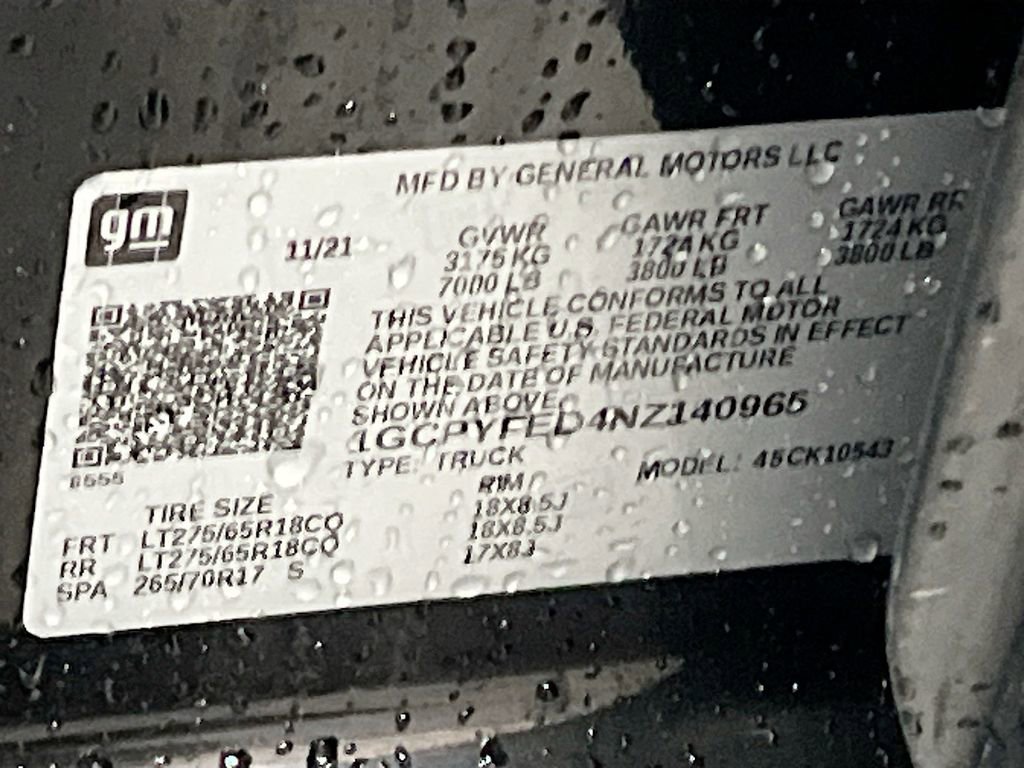 gm
MFD BY GENERAL MOTORS LLC
11/21
GVWR GAWR FRT GAWR RR
3175 KG 1724 KG 1724 KG
7000 LB 3800 LB 3800 LB
THIS VEHICLE CONFORMS TO ALL
APPLICABLE U.S. FEDERAL MOTOR
VEHICLE SAFETY STANDARDS IN EFFECT
ON THE DATE OF MANUFACTURE
SHOWN ABOVE.
1GCPYFED4NZ140965
TYPE: TRUCK MODEL: 45CK10543
TIRE SIZE RIM
FRT LT275/65R18CQ 18X8.5J
RR LT275/65R18CQ 18X8.5J
SPA 265/70R17 S 17X8J